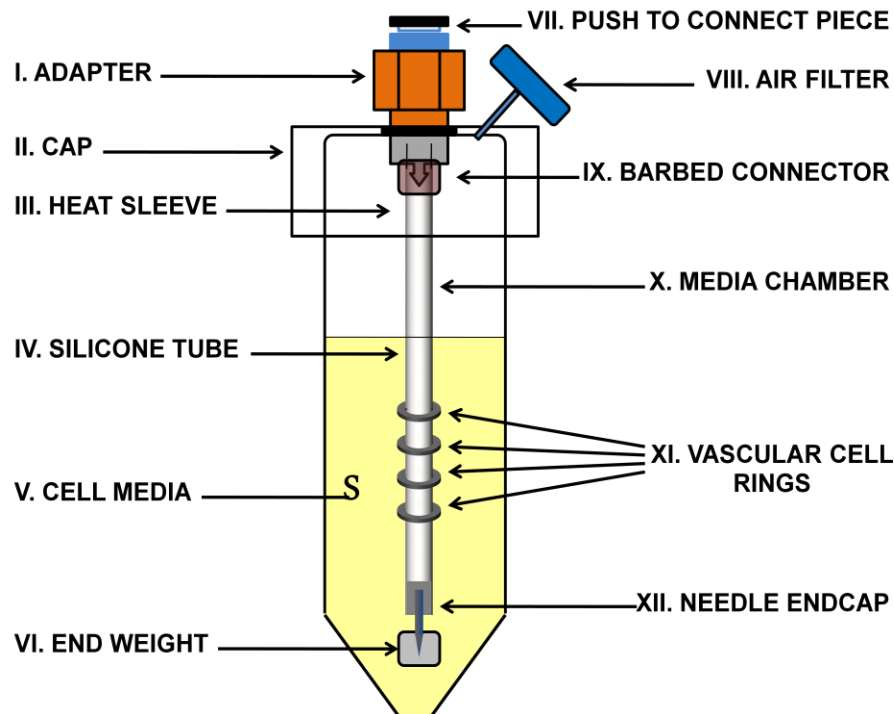 VII. PUSH TO CONNECT PIECE
I. ADAPTER
VIII. AIR FILTER
II. CAP
IX. BARBED CONNECTOR
III. HEAT SLEEVE
X. MEDIA CHAMBER
IV. SILICONE TUBE
XI. VASCULAR CELL
RINGS
V. CELL MEDIA
S
XII. NEEDLE ENDCAP
VI. END WEIGHT